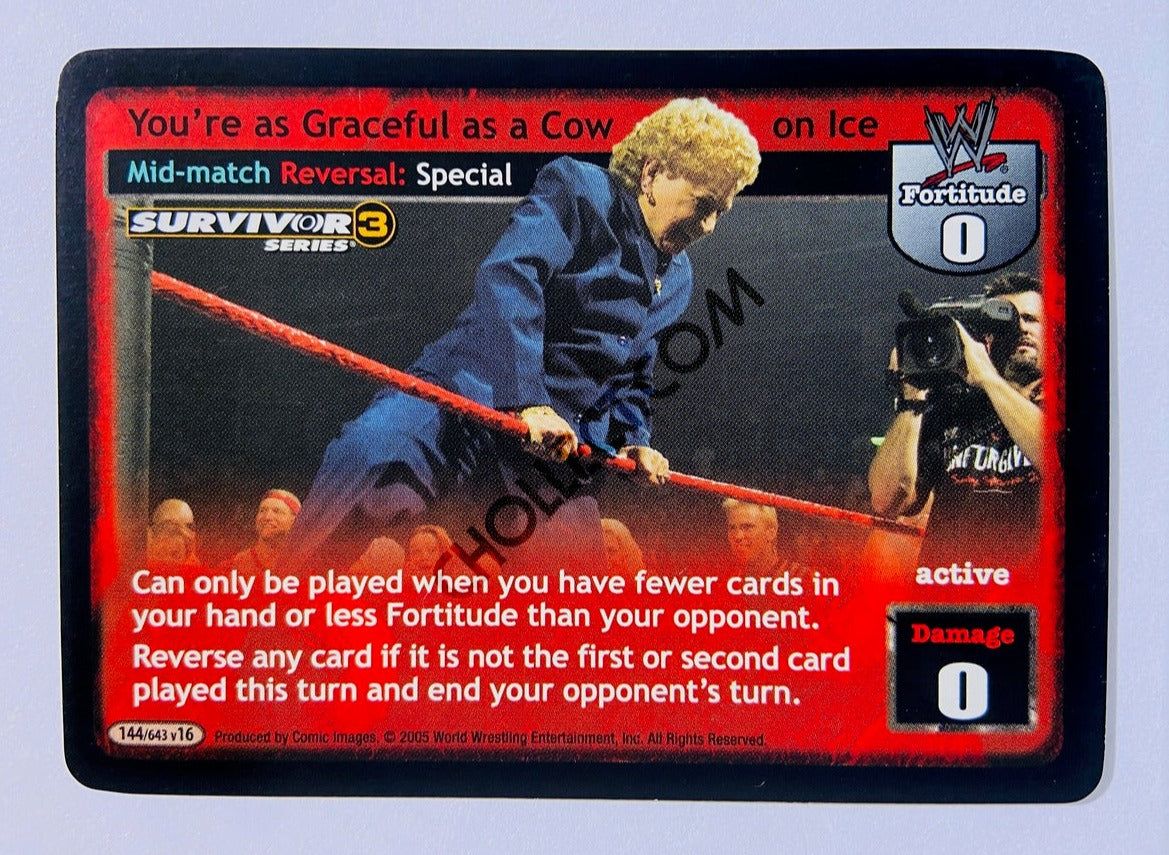 You're as Graceful as a Cow on Ice
Mid-match Reversal: Special
W
Fortitude
0
SURVIVOR 3
SERIES
active
Can only be played when you have fewer cards in
your hand or less Fortitude than your opponent.
Reverse any card if it is not the first or second card
played this turn and end your opponent's turn.
Damage
0
144/643 v16
Produced by Comic Images. © 2005 World Wrestling Entertainment, Inc. All Rights Reserved.